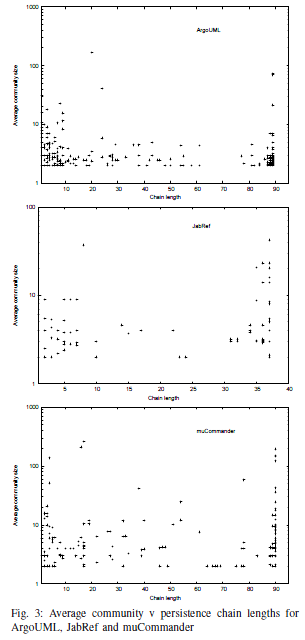 1000
ArgoUML
100
Average community size
10
1
10 20 30 40 50 60 70 80 90
Chain length
100
JabRef
Average community size
10
1
5 10 15 20 25 30 35 40
Chain length
1000
muCommander
100
Average community size
10
1
10 20 30 40 50 60 70 80 90
Chain length
Fig. 3: Average community v persistence chain lengths for
ArgoUML, JabRef and muCommander